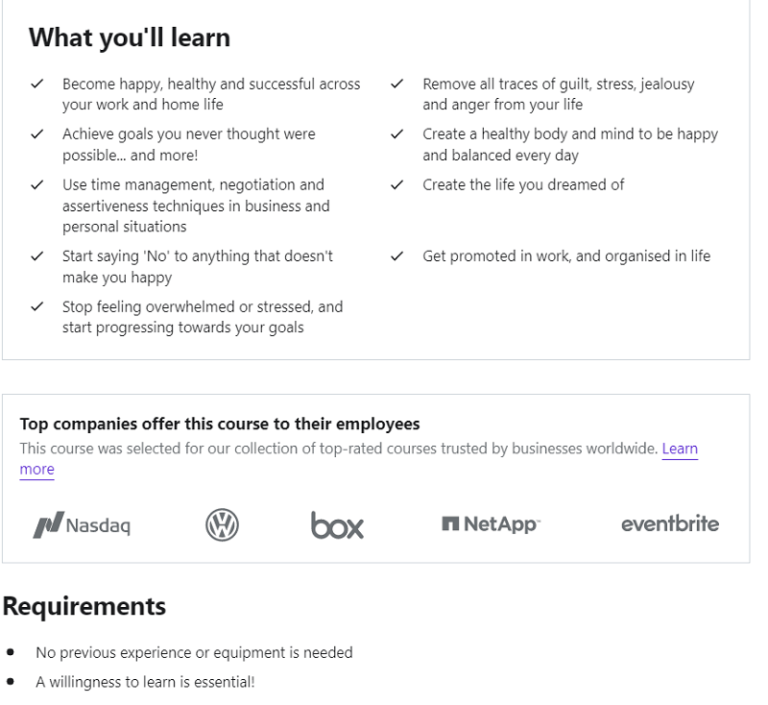 What you'll learn
Become happy, healthy and successful across
your work and home life
Remove all traces of guilt, stress, jealousy
and anger from your life
Achieve goals you never thought were
possible... and more!
Create a healthy body and mind to be happy
and balanced every day
Use time management, negotiation and
assertiveness techniques in business and
personal situations
Create the life you dreamed of
Start saying 'No' to anything that doesn't
make you happy
Get promoted in work, and organised in life
Stop feeling overwhelmed or stressed, and
start progressing towards your goals
Top companies offer this course to their employees
This course was selected for our collection of top-rated courses trusted by businesses worldwide. Learn
more
Nasdaq
VW
box
NetApp™
eventbrite
Requirements
No previous experience or equipment is needed
A willingness to learn is essential!